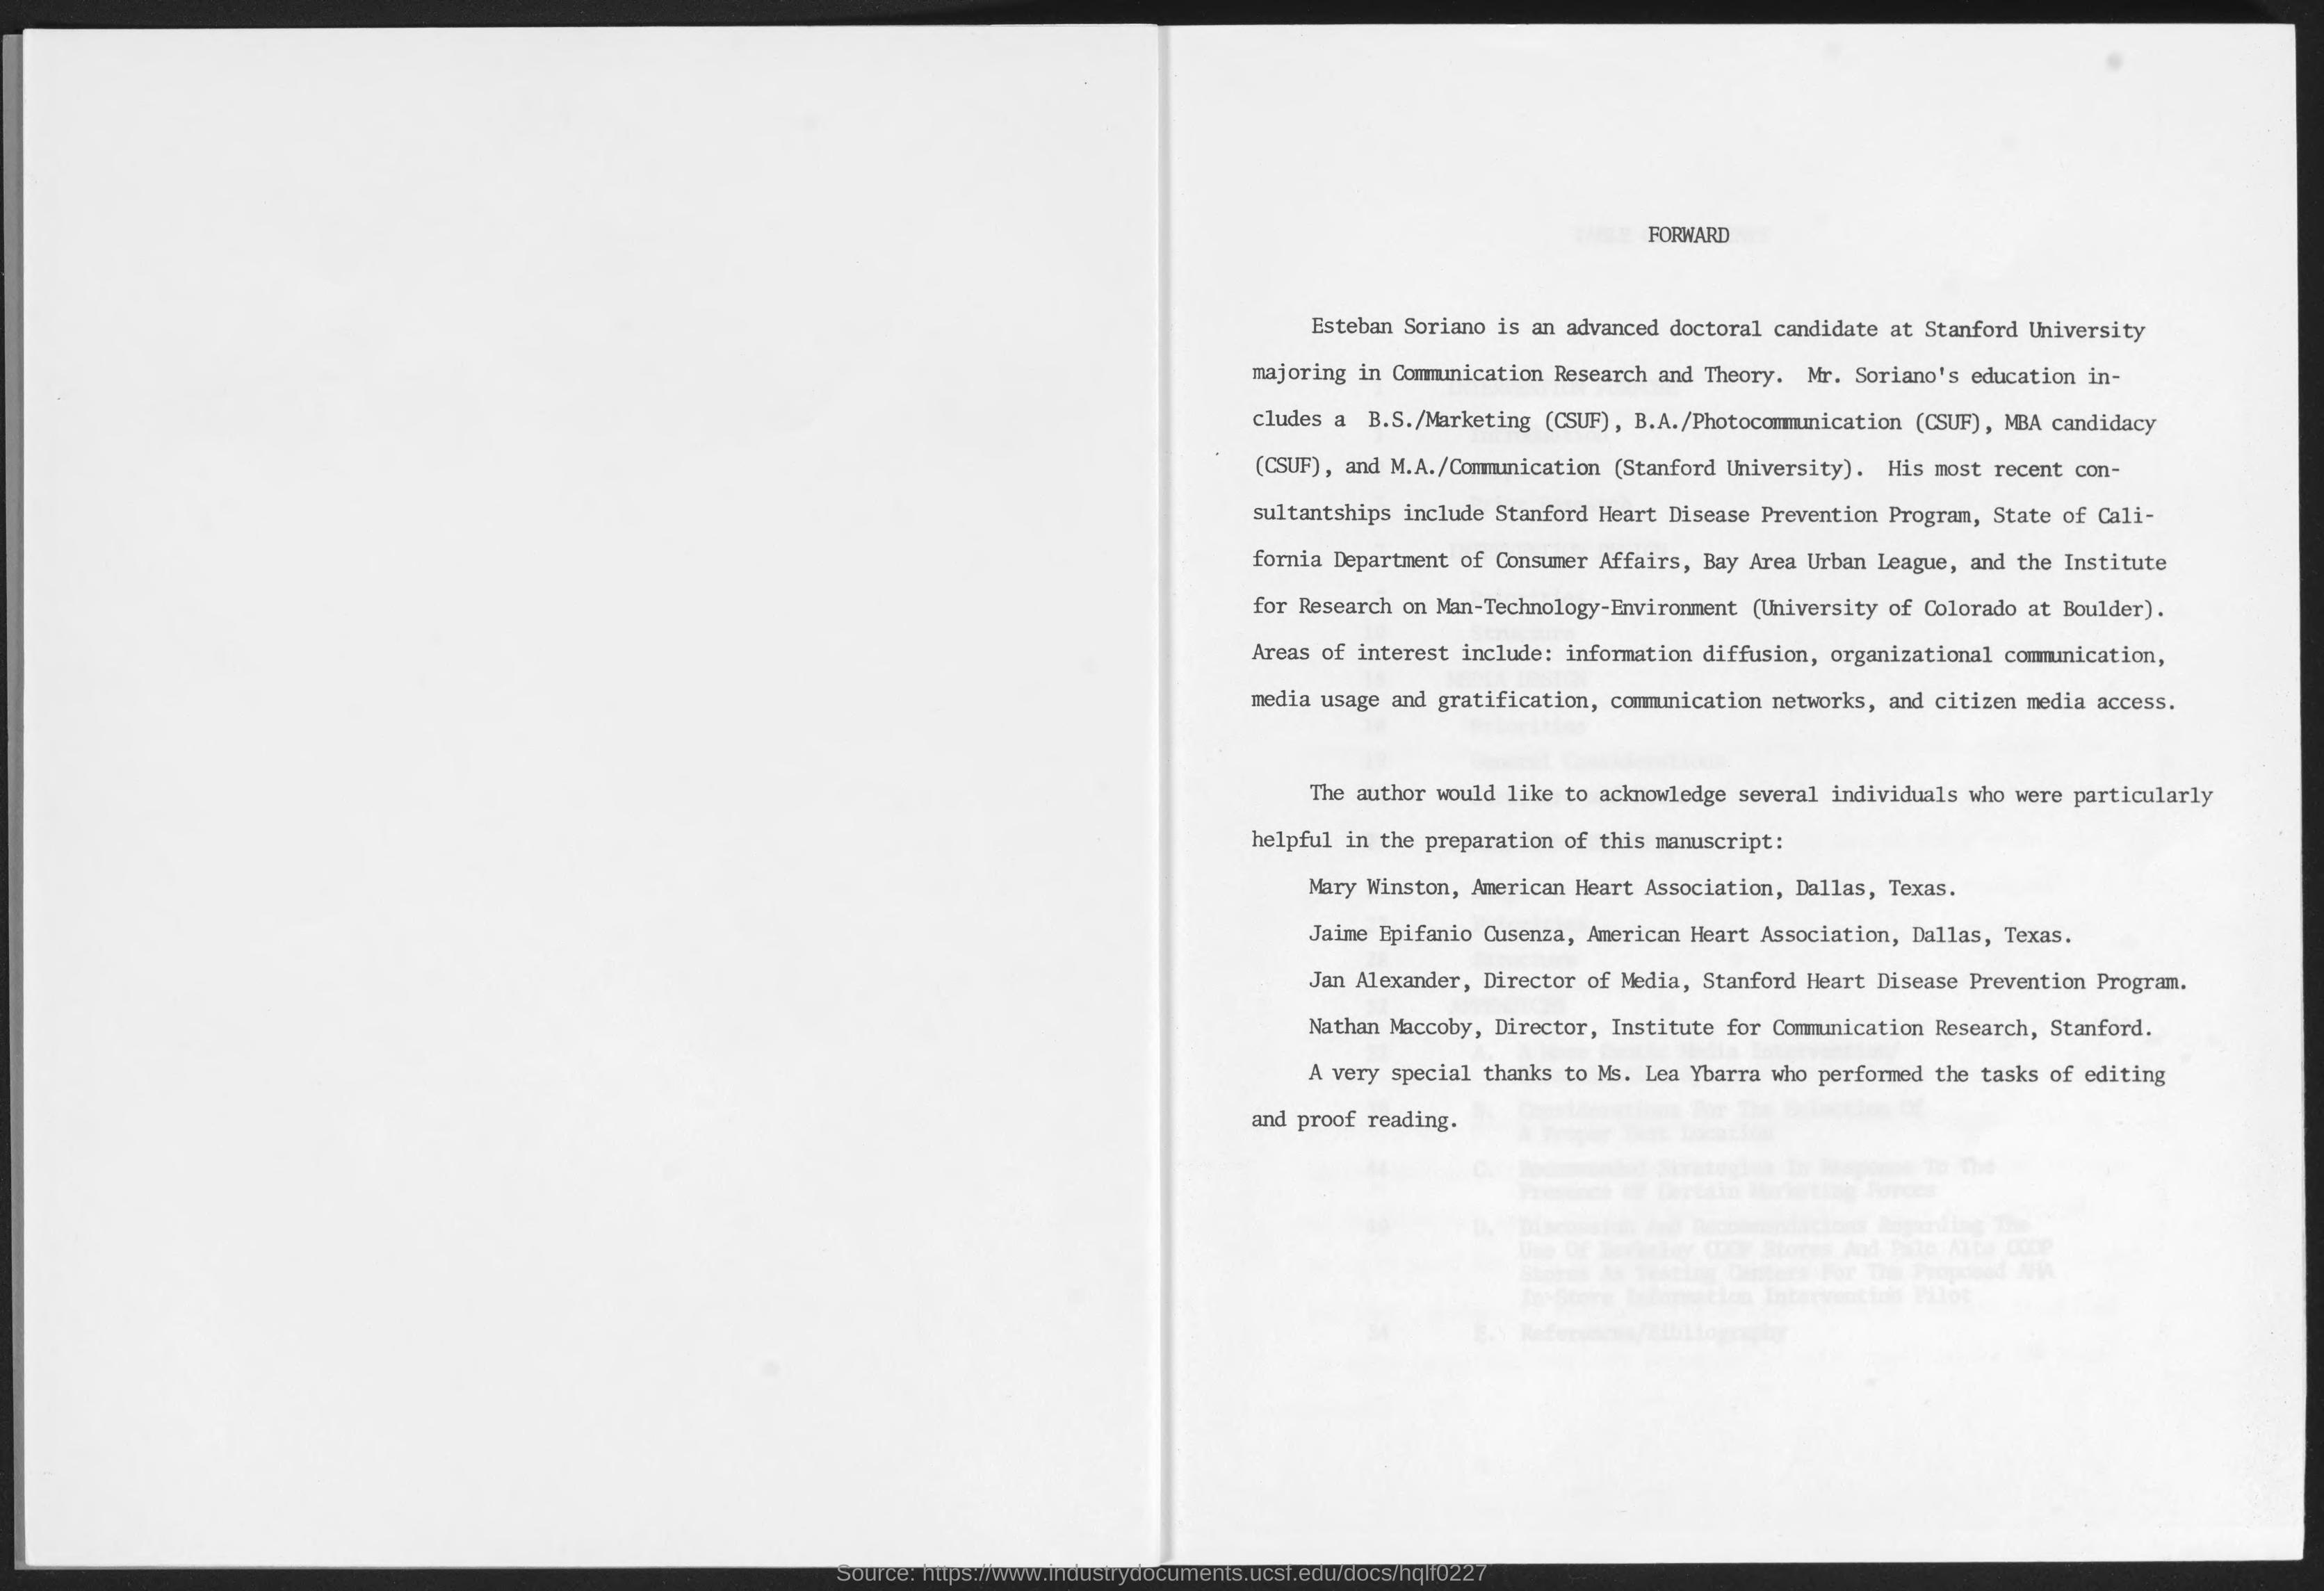 FORWARD
Esteban Soriano is an advanced doctoral candidate at Stanford University
majoring in Communication Research and Theory. Mr. Soriano's education in-
cludes a B.S./Marketing (CSUF), B.A./Photocommunication (CSUF), MBA candidacy
(CSUF), and M.A./Communication (Stanford University). His most recent con-
sultantships include Stanford Heart Disease Prevention Program, State of Cali-
fornia Department of Consumer Affairs, Bay Area Urban League, and the Institute
for Research on Man-Technology-Environment (University of Colorado at Boulder).
Areas of interest include: information diffusion, organizational communication,
media usage and gratification, communication networks, and citizen media access.
The author would like to acknowledge several individuals who were particularly
helpful in the preparation of this manuscript:
Mary Winston, American Heart Association, Dallas, Texas.
Jaime Epifanio Cusenza, American Heart Association, Dallas, Texas.
Jan Alexander, Director of Media, Stanford Heart Disease Prevention Program.
Nathan Maccoby, Director, Institute for Communication Research, Stanford.
A very special thanks to Ms. Lea Ybarra who performed the tasks of editing
and proof reading.
Source: https://www.industrydocuments.ucsf.edu/docs/hqlf0227